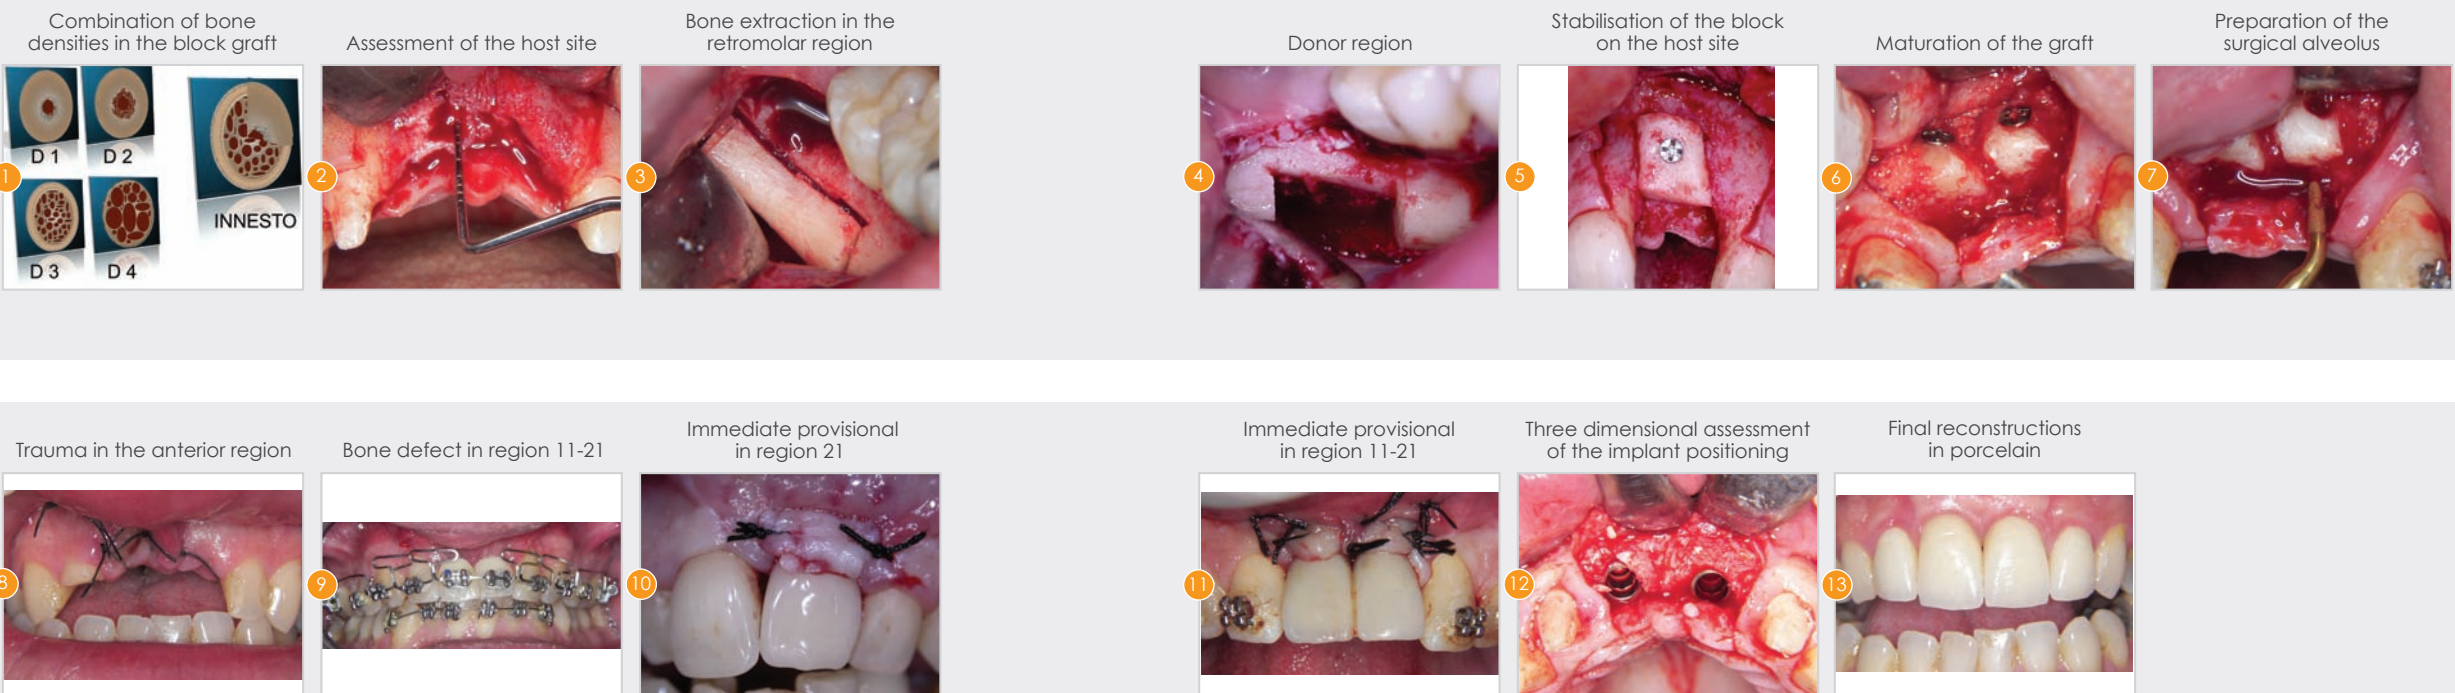 Combination of bone
densities in the block graft
Assessment of the host site
Bone extraction in the
retromolar region
Donor region
Stabilisation of the block
on the host site
Maturation of the graft
Preparation of the
surgical alveolus
D 1
D 2
D 3
D 4
INNESTO
1
2
3
4
5
6
7
Trauma in the anterior region
Bone defect in region 11-21
Immediate provisional
in region 21
Immediate provisional
in region 11-21
Three dimensional assessment
of the implant positioning
Final reconstructions
in porcelain
8
9
10
11
12
13